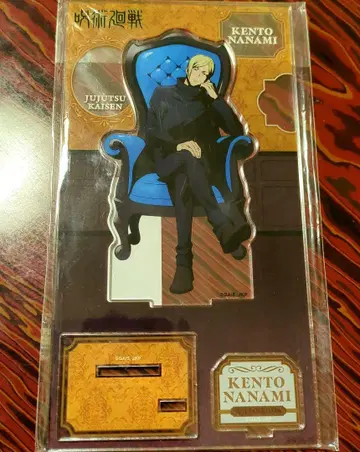 呪術廻戦
KENTO
NANAMI
JUJUTSU
KAISEN
KENTO
NANAMI